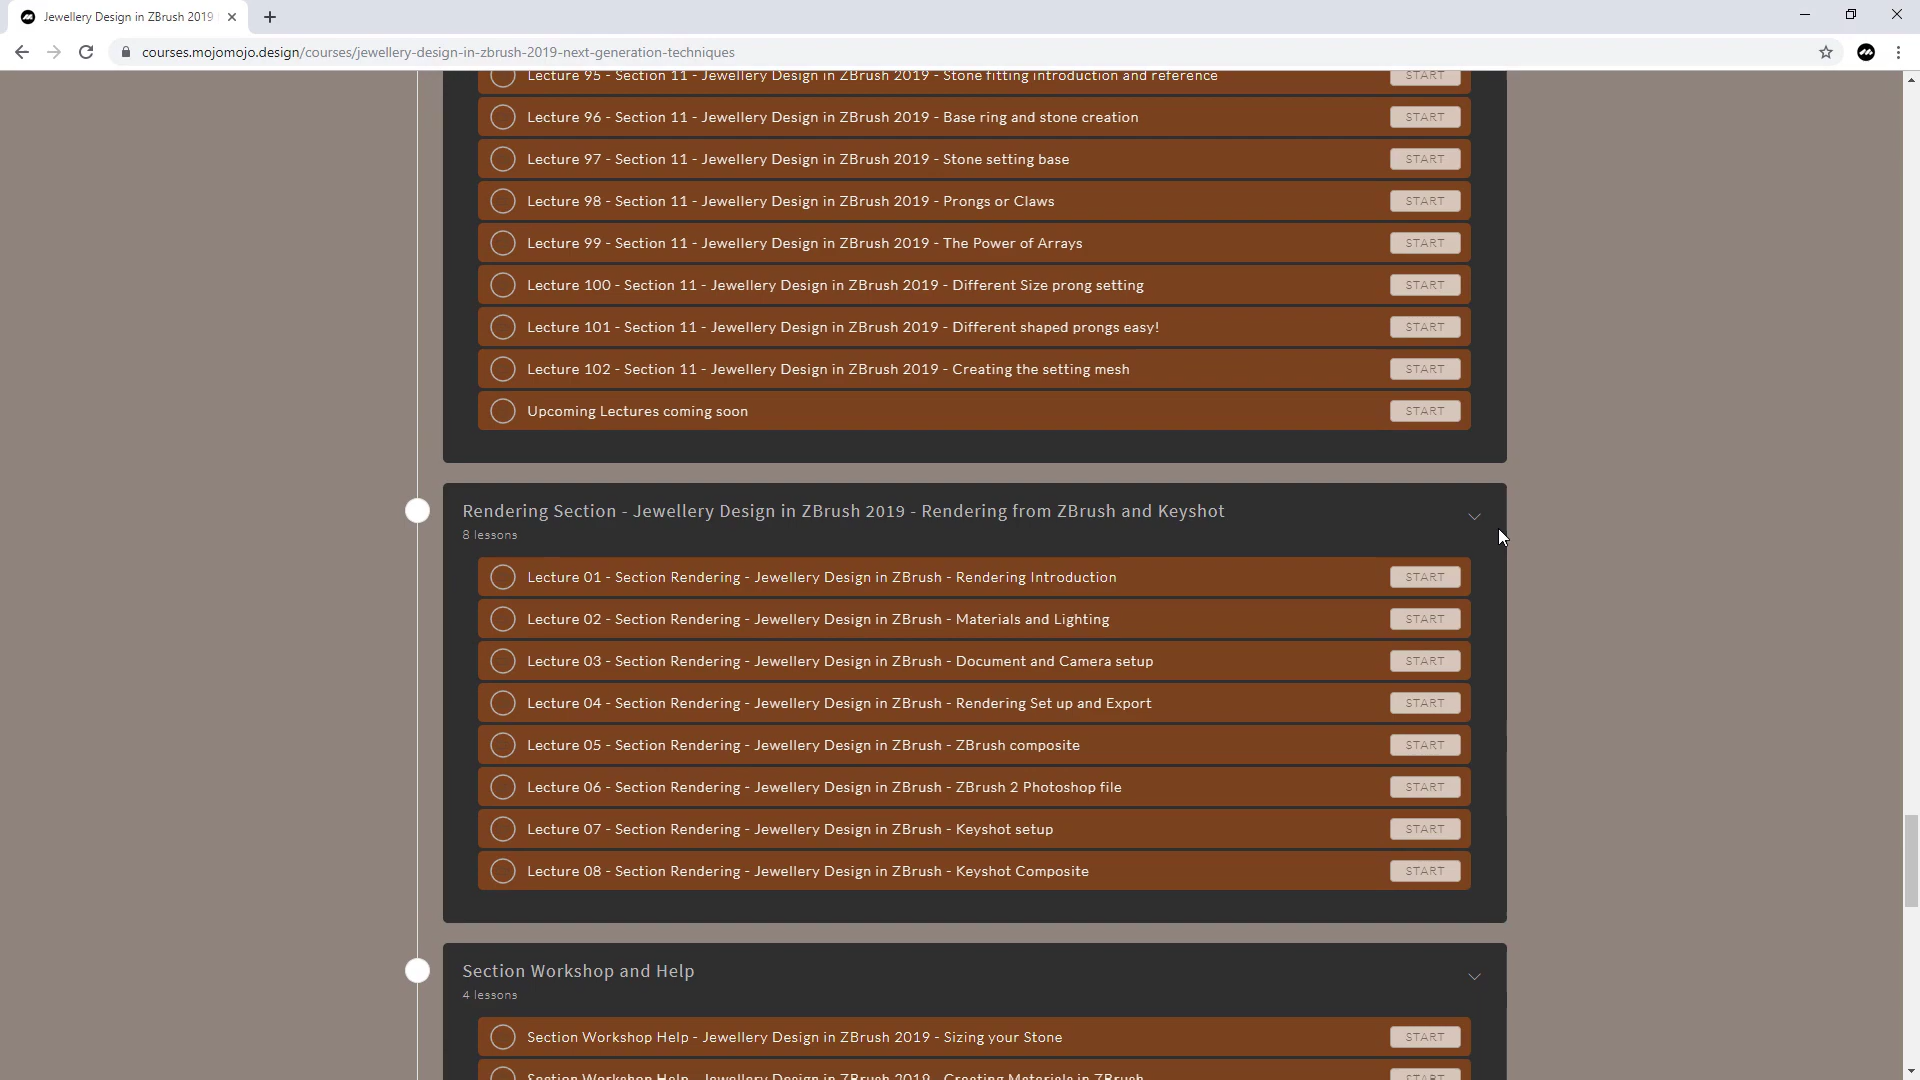 Jewellery Design in ZBrush 2019
courses.mojomojo.design/courses/jewellery-design-in-zbrush-2019-next-generation-techniques
Lecture 95 - Section 11 - Jewellery Design in ZBrush 2019 - Stone fitting introduction and reference START
Lecture 96 - Section 11 - Jewellery Design in ZBrush 2019 - Base ring and stone creation START
Lecture 97 - Section 11 - Jewellery Design in ZBrush 2019 - Stone setting base START
Lecture 98 - Section 11 - Jewellery Design in ZBrush 2019 - Prongs or Claws START
Lecture 99 - Section 11 - Jewellery Design in ZBrush 2019 - The Power of Arrays START
Lecture 100 - Section 11 - Jewellery Design in ZBrush 2019 - Different Size prong setting START
Lecture 101 - Section 11 - Jewellery Design in ZBrush 2019 - Different shaped prongs easy! START
Lecture 102 - Section 11 - Jewellery Design in ZBrush 2019 - Creating the setting mesh START
Upcoming Lectures coming soon START
Rendering Section - Jewellery Design in ZBrush 2019 - Rendering from ZBrush and Keyshot
8 lessons
Lecture 01 - Section Rendering - Jewellery Design in ZBrush - Rendering Introduction START
Lecture 02 - Section Rendering - Jewellery Design in ZBrush - Materials and Lighting START
Lecture 03 - Section Rendering - Jewellery Design in ZBrush - Document and Camera setup START
Lecture 04 - Section Rendering - Jewellery Design in ZBrush - Rendering Set up and Export START
Lecture 05 - Section Rendering - Jewellery Design in ZBrush - ZBrush composite START
Lecture 06 - Section Rendering - Jewellery Design in ZBrush - ZBrush 2 Photoshop file START
Lecture 07 - Section Rendering - Jewellery Design in ZBrush - Keyshot setup START
Lecture 08 - Section Rendering - Jewellery Design in ZBrush - Keyshot Composite START
Section Workshop and Help
4 lessons
Section Workshop Help - Jewellery Design in ZBrush 2019 - Sizing your Stone START
Section Workshop Help - Jewellery Design in ZBrush 2019 - Creating Materials in ZBrush START